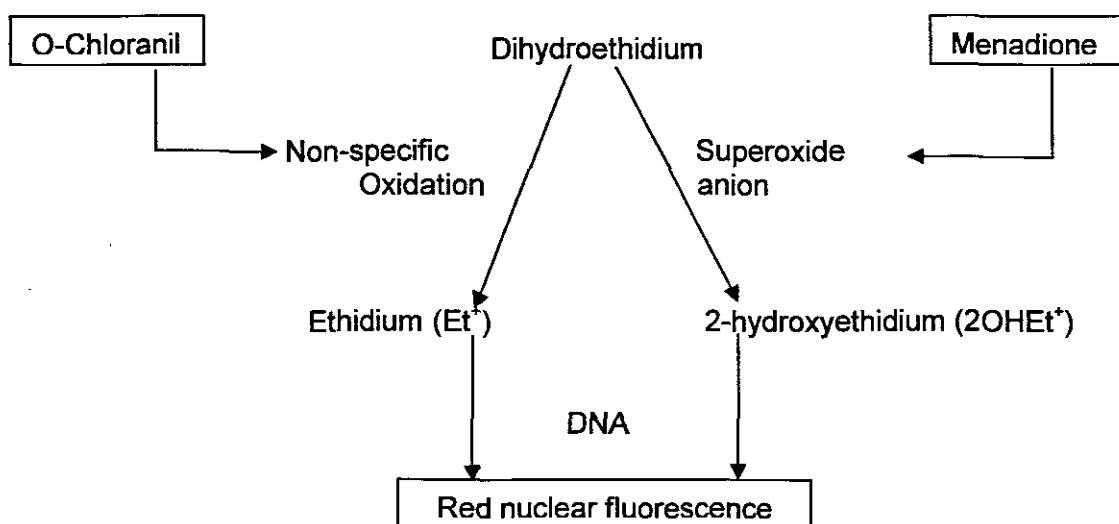 O-Chloranil
Dihydroethidium
Menadione
Non-specific
Oxidation
Superoxide
anion
Ethidium (Et⁺)
2-hydroxyethidium (2OHEt⁺)
DNA
Red nuclear fluorescence